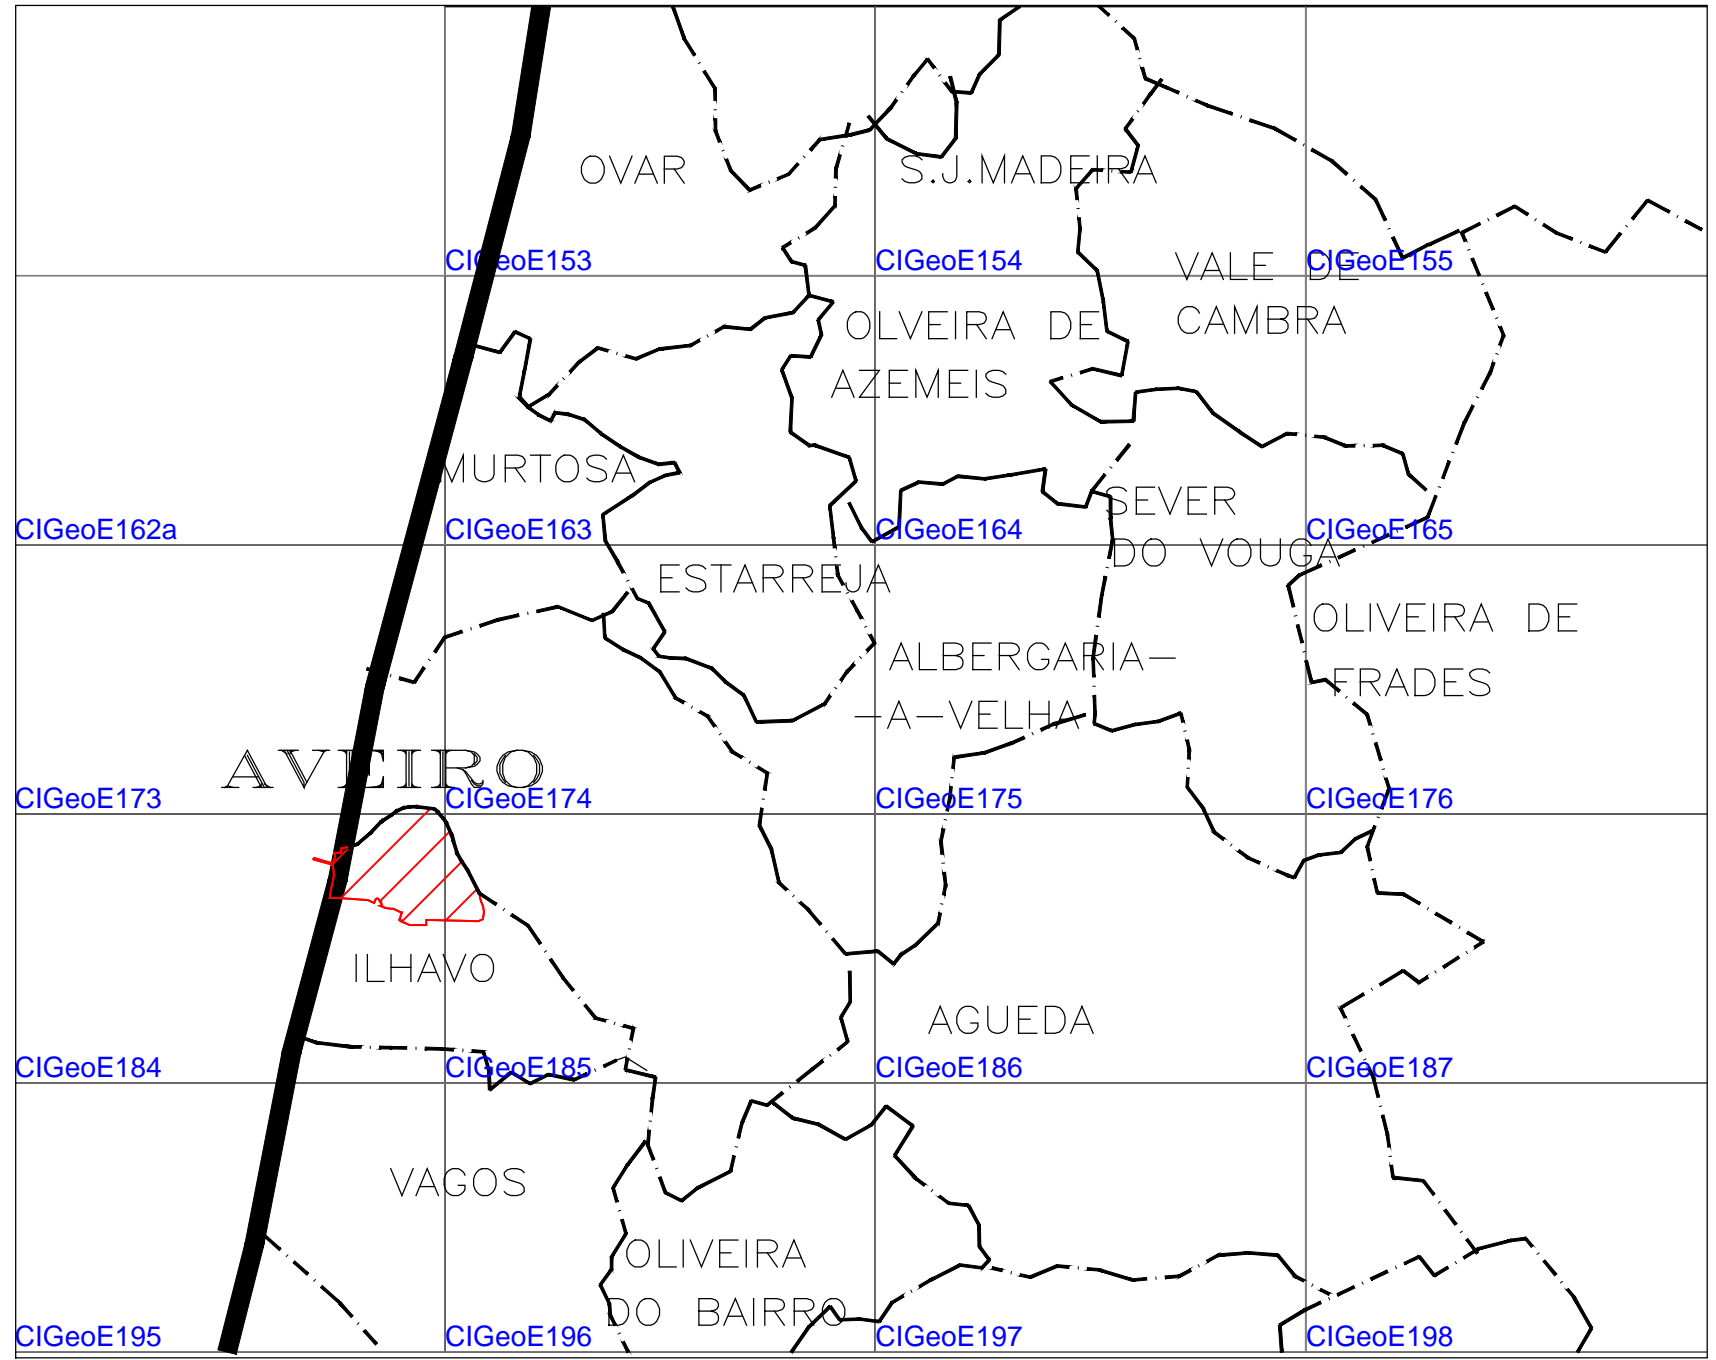 OVAR
S.J.MADEIRA
CIGeoE153
CIGeoE154
VALE DE
CIGeoE155
CAMBRA
OLVEIRA DE
AZEMEIS
MURTOSA
SEVER
CIGeoE162a
CIGeoE163
CIGeoE164
CIGeoE165
DO VOUGA
ESTARREJA
OLIVEIRA DE
FRADES
ALBERGARIA-
-A-VELHA
AVEIRO
CIGeoE173
CIGeoE174
CIGeoE175
CIGeoE176
ILHAVO
AGUEDA
CIGeoE184
CIGeoE185
CIGeoE186
CIGeoE187
VAGOS
OLIVEIRA
DO BAIRRO
CIGeoE195
CIGeoE196
CIGeoE197
CIGeoE198